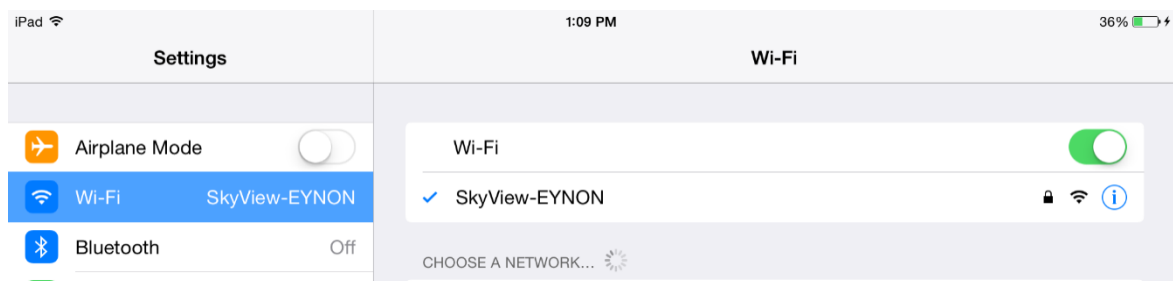 iPad 1:09 PM 36%
Settings Wi-Fi
Airplane Mode
Wi-Fi SkyView-EYNON
Bluetooth Off
Wi-Fi
SkyView-EYNON
CHOOSE A NETWORK...